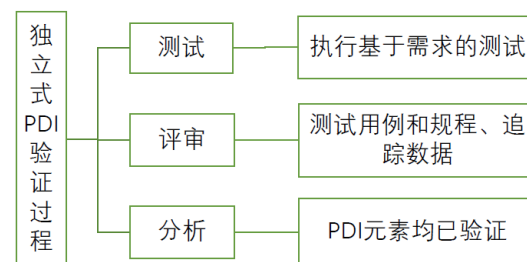 独
立
式
PDI
验
证
过
程
测试
执行基于需求的测试
评审
测试用例和规程、追
踪数据
分析
PDI元素均已验证